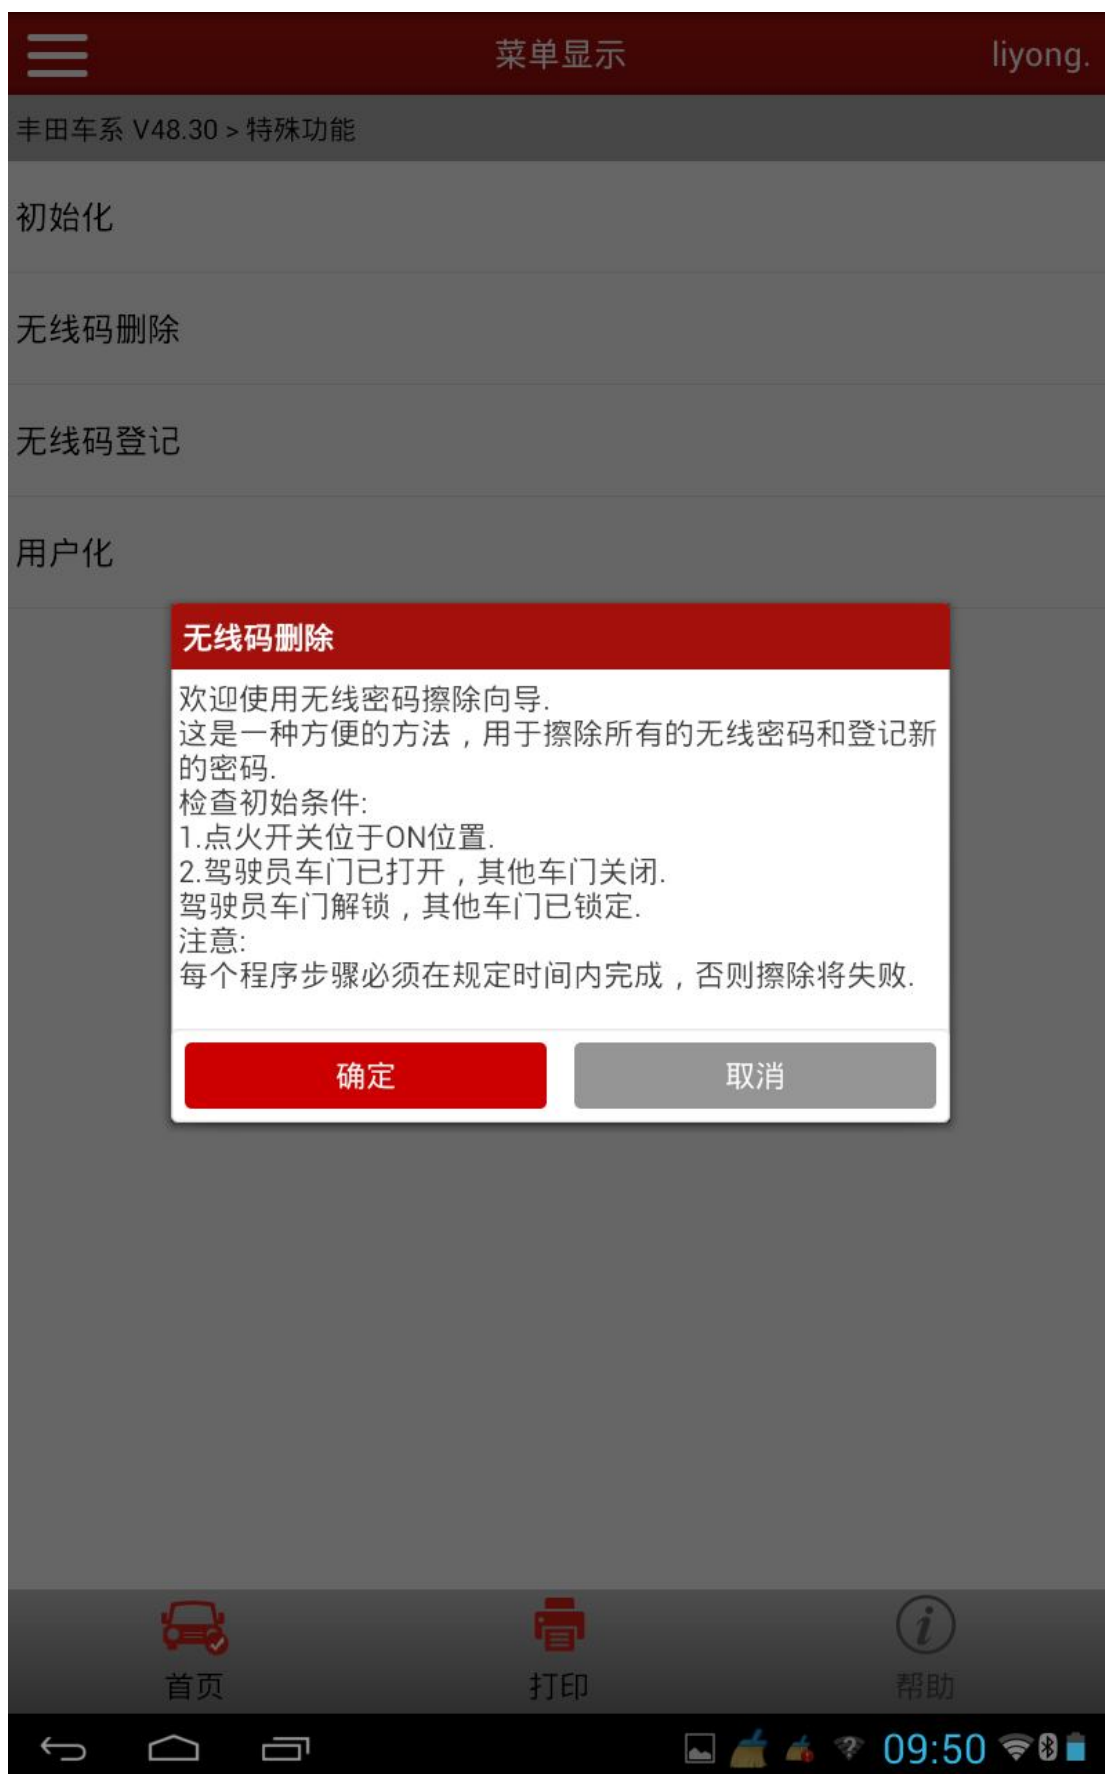 菜单显示
liyong.
丰田车系 V48.30 > 特殊功能
初始化
无线码删除
无线码登记
用户化
无线码删除
欢迎使用无线密码擦除向导.
这是一种方便的方法，用于擦除所有的无线密码和登记新
的密码.
检查初始条件:
1.点火开关位于ON位置.
2.驾驶员车门已打开，其他车门关闭.
驾驶员车门解锁，其他车门已锁定.
注意:
每个程序步骤必须在规定时间内完成，否则擦除将失败.
确定
取消
首页
打印
帮助
09:50